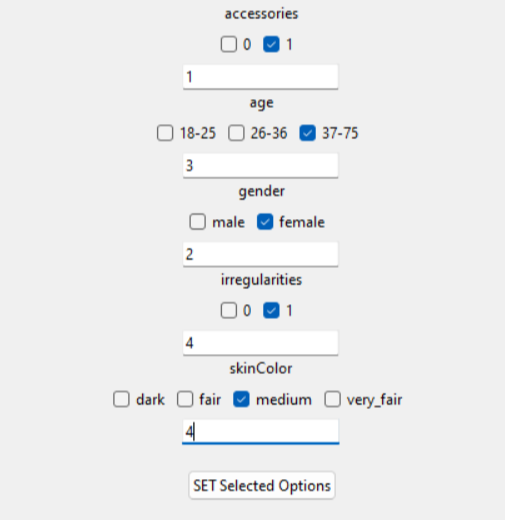 accessories
0 1
1
age
18-25 26-36 37-75
3
gender
male female
2
irregularities
0 1
4
skinColor
dark fair medium very_fair
4
SET Selected Options